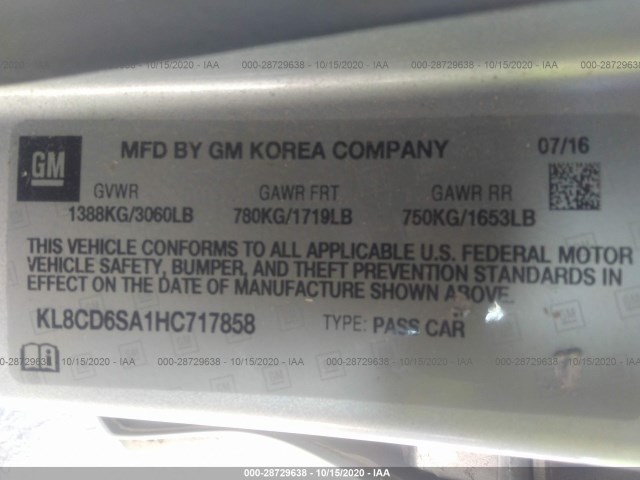 000-28729638 - 10/15/2020 - IAA
GM
MFD BY GM KOREA COMPANY
07/16
GVWR
GAWR FRT
GAWR RR
1388KG/3060LB
780KG/1719LB
750KG/1653LB
THIS VEHICLE CONFORMS TO ALL APPLICABLE U.S. FEDERAL MOTOR
VEHICLE SAFETY, BUMPER, AND THEFT PREVENTION STANDARDS IN
EFFECT ON THE DATE OF MANUFACTURE SHOWN ABOVE.
KL8CD6SA1HC717858
TYPE: PASS CAR
000-28729638 - 10/15/2020 - IAA
000-28729638 - 10/15/2020 - IAA